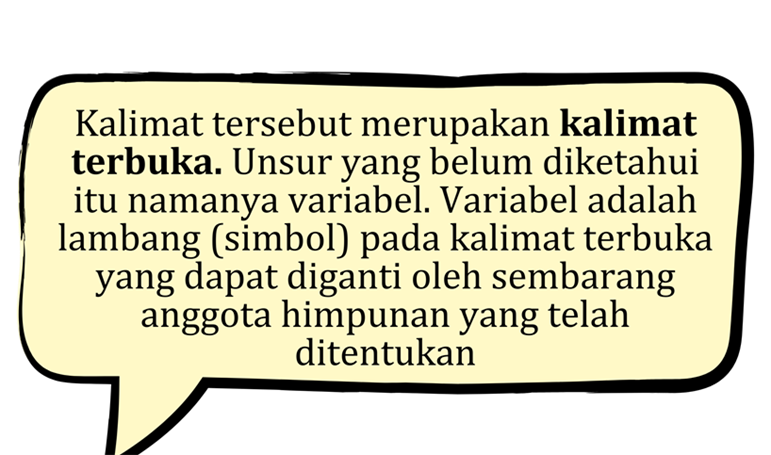 Kalimat tersebut merupakan kalimat
terbuka. Unsur yang belum diketahui
itu namanya variabel. Variabel adalah
lambang (simbol) pada kalimat terbuka
yang dapat diganti oleh sembarang
anggota himpunan yang telah
ditentukan